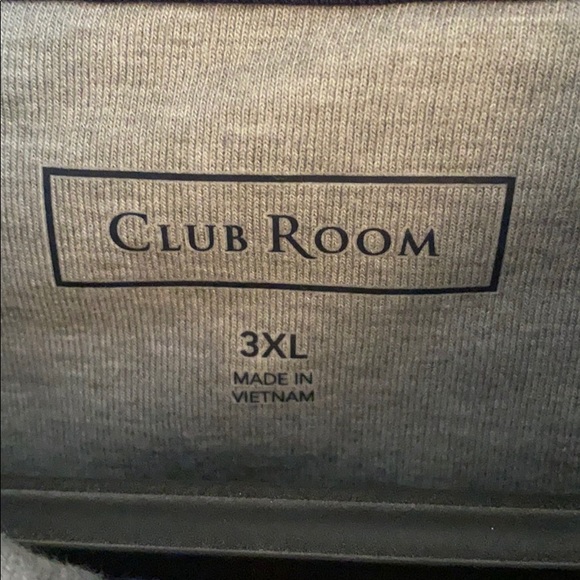 CLUB ROOM
3XL
MADE IN
VIETNAM